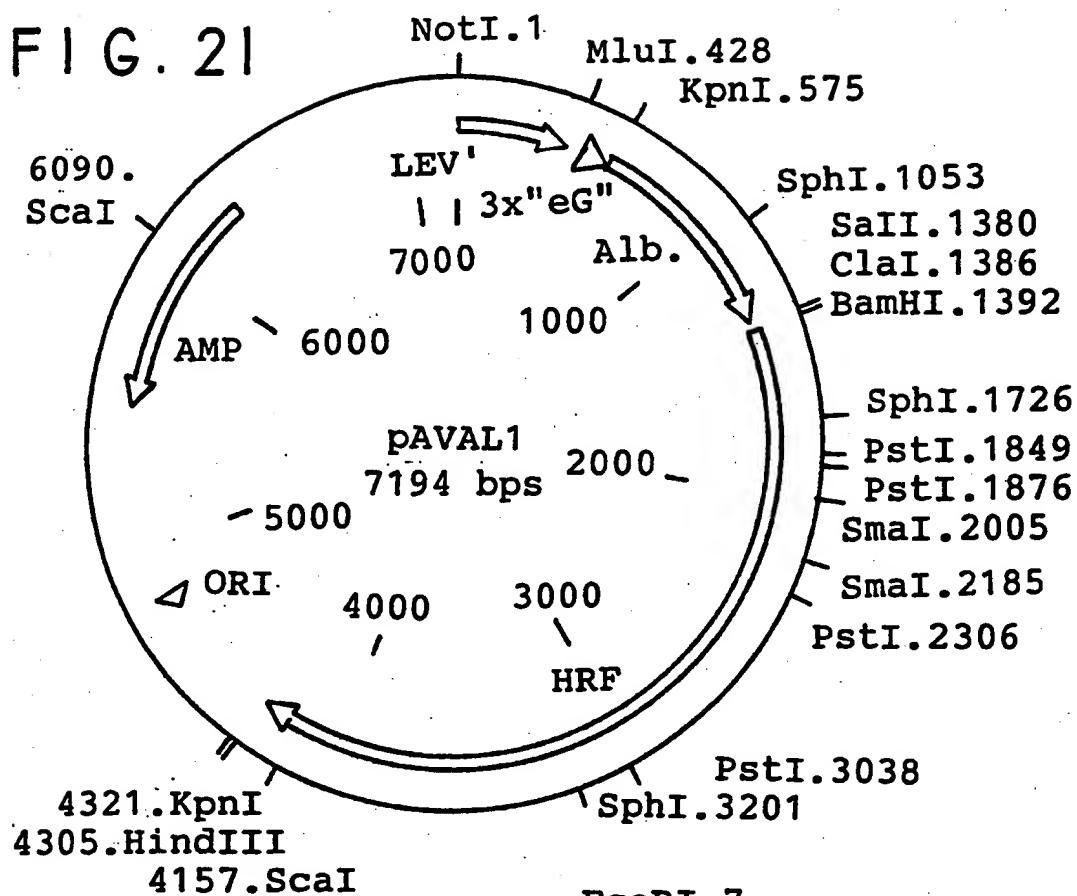 FIG. 21
NotI.1
MluI.428
KpnI.575
6090.
ScaI
LEV'
3x"eG"
SphI.1053
SaII.1380
ClaI.1386
BamHI.1392
7000
Alb.
1000
AMP
6000
SphI.1726
pAVAL1
7194 bps
2000
PstI.1849
PstI.1876
5000
SmaI.2005
ORI
4000
3000
SmaI.2185
PstI.2306
HRF
PstI.3038
SphI.3201
4321.KpnI
4305.HindIII
4157.ScaI